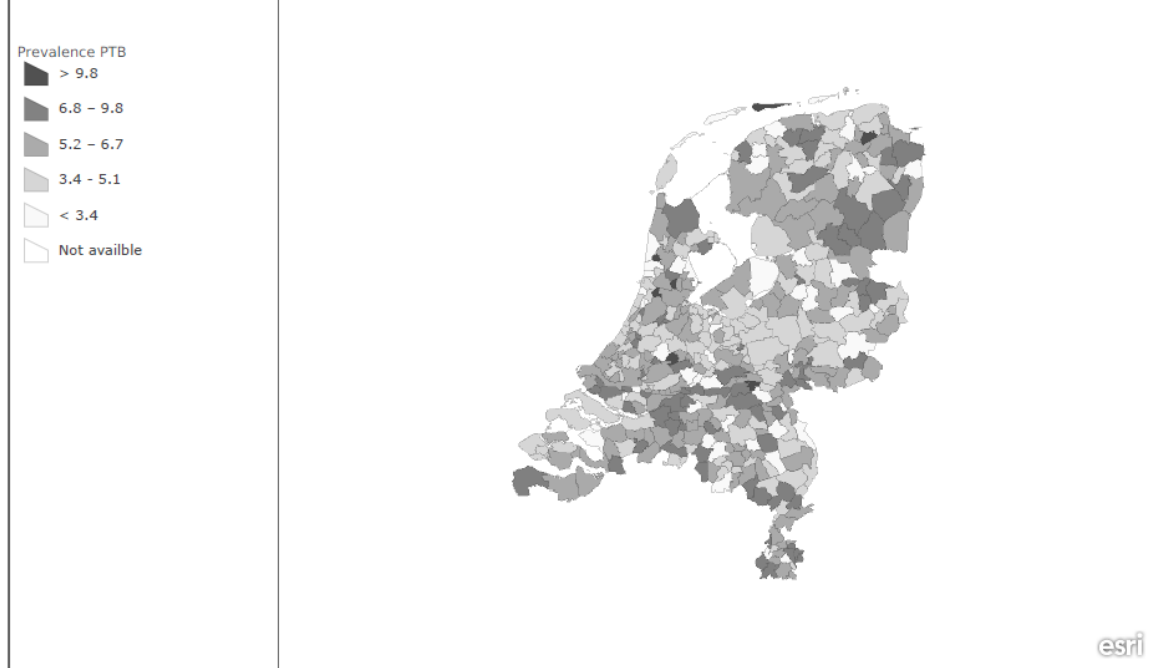 Prevalence PTB
> 9.8
6.8 – 9.8
5.2 – 6.7
3.4 - 5.1
< 3.4
Not availble
esri